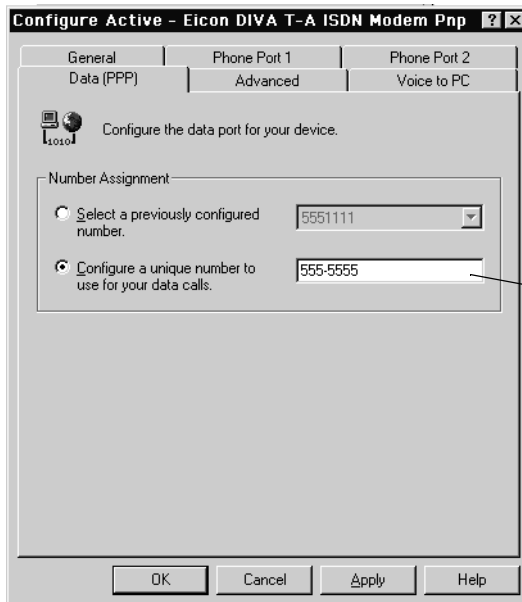 Configure Active - Eicon DIVA T-A ISDN Modem Pnp
General Phone Port 1 Phone Port 2
Data (PPP) Advanced Voice to PC
1010
Configure the data port for your device.
Number Assignment
Select a previously configured
number.
5551111
Configure a unique number to
use for your data calls.
555-5555
OK Cancel Apply Help